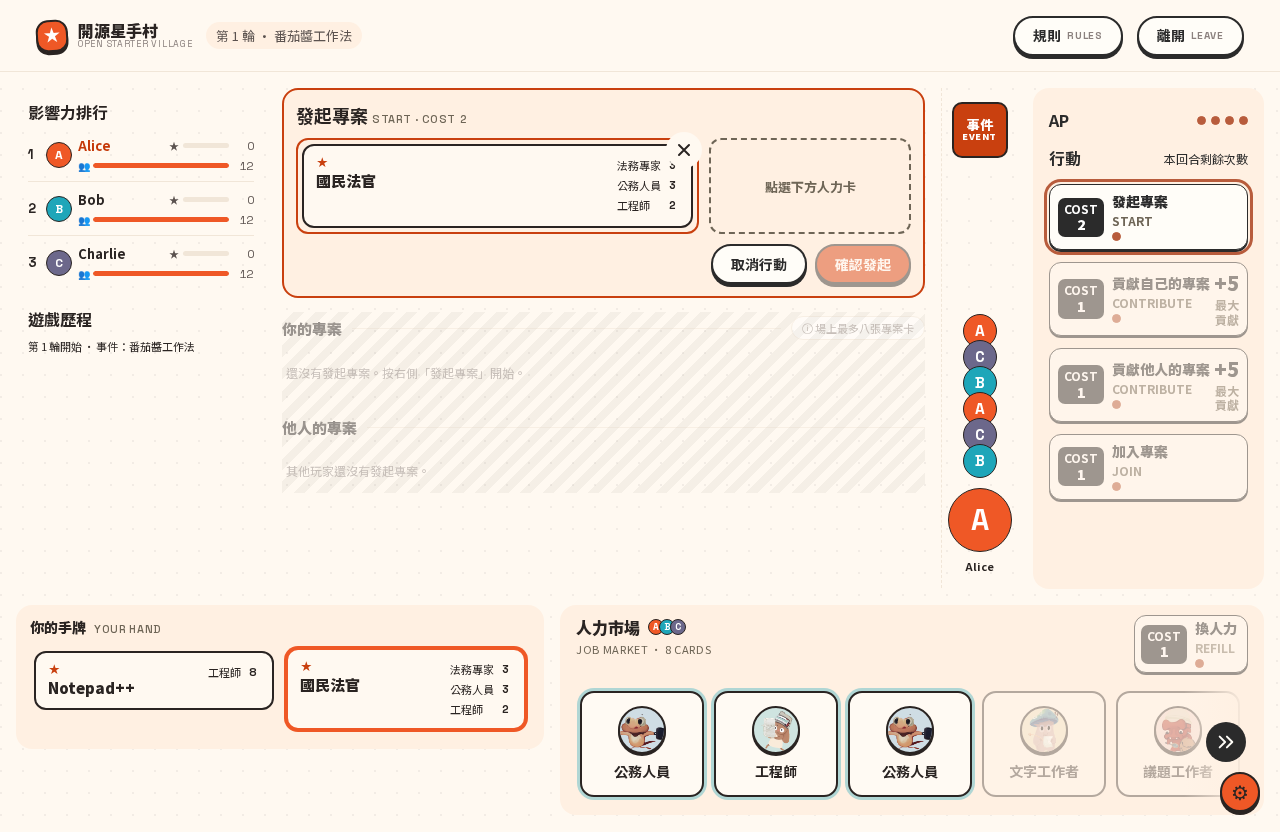 開源星手村
OPEN STARTER VILLAGE
第 1 輪 · 番茄醬工作法
規則 RULES
離開 LEAVE
影響力排行
1 A Alice ★ 0
12
2 B Bob ★ 0
12
3 C Charlie ★ 0
12
遊戲歷程
第 1 輪開始 · 事件：番茄醬工作法
發起專案 START · COST 2
★
國民法官
法務專家
公務人員 3
工程師 2
點選下方人力卡
取消行動
確認發起
你的專案
ⓘ 場上最多八張專案卡
還沒有發起專案。按右側「發起專案」開始。
他人的專案
其他玩家還沒有發起專案。
事件
EVENT
A
C
B
A
C
B
A
Alice
AP
行動 本回合剩餘次數
COST 2
發起專案
START
COST 1
貢獻自己的專案 +5
CONTRIBUTE
最大貢獻
COST 1
貢獻他人的專案 +5
CONTRIBUTE
最大貢獻
COST 1
加入專案
JOIN
你的手牌 YOUR HAND
★
Notepad++
工程師 8
★
國民法官
法務專家 3
公務人員 3
工程師 2
人力市場 A B C
JOB MARKET · 8 CARDS
COST 1
換人力
REFILL
公務人員
工程師
公務人員
文字工作者
議題工作者